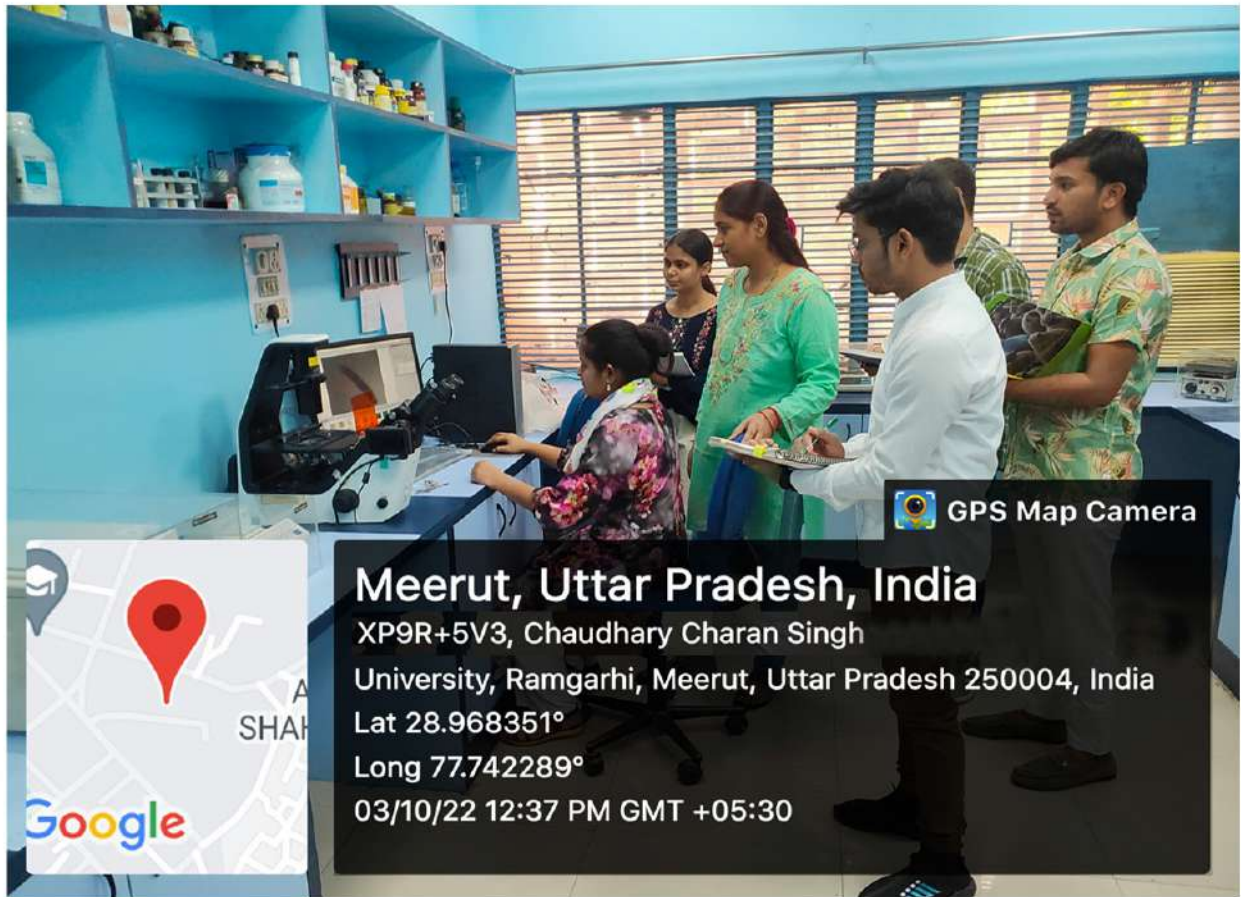 GPS Map Camera
Meerut, Uttar Pradesh, India
XP9R+5V3, Chaudhary Charan Singh
University, Ramgarhi, Meerut, Uttar Pradesh 250004, India
Lat 28.968351°
Long 77.742289°
03/10/22 12:37 PM GMT +05:30
A
SHAH
Google